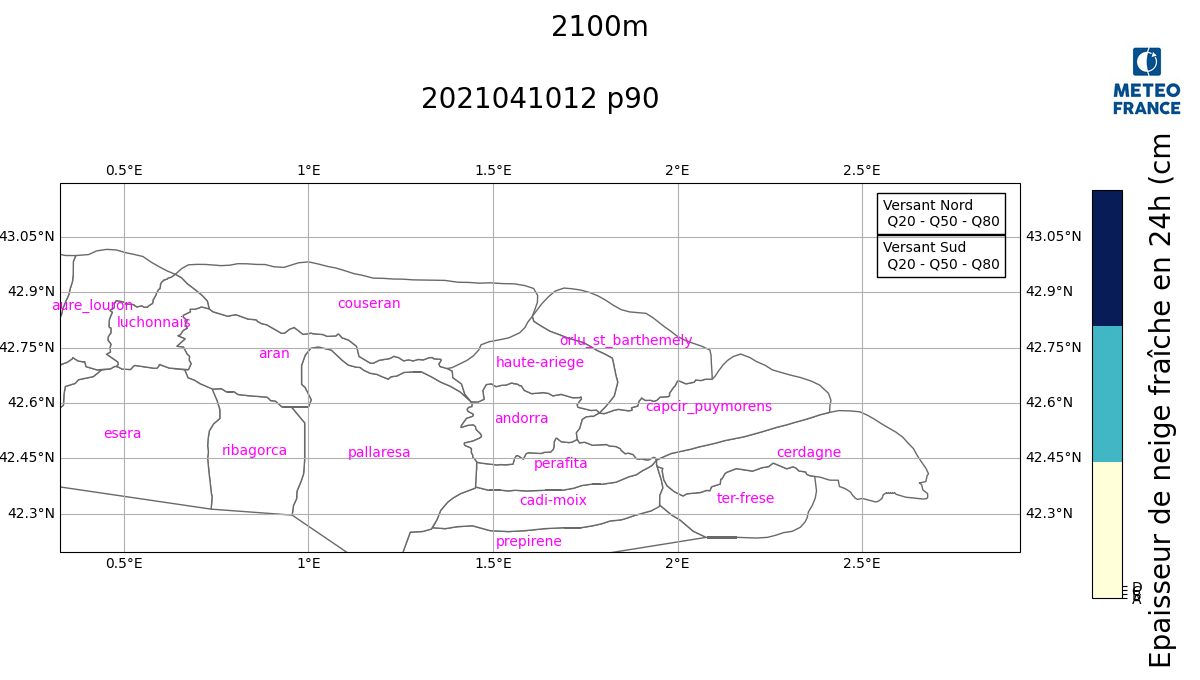 2100m
2021041012 p90
METEO
FRANCE
0.5°E 1°E 1.5°E 2°E 2.5°E
Versant Nord
Q20 - Q50 - Q80
Versant Sud
Q20 - Q50 - Q80
43.05°N 43.05°N
42.9°N 42.9°N
42.75°N 42.75°N
42.6°N 42.6°N
42.45°N 42.45°N
42.3°N 42.3°N
aure_louron
luchonnais
couseran
aran
orlu_st_barthemely
haute-ariege
andorra
capcir_puymorens
esera
ribagorca
pallaresa
perafita
cerdagne
cadi-moix
ter-frese
prepirene
0.5°E 1°E 1.5°E 2°E 2.5°E
Epaisseur de neige fraîche en 24h (cm
D
A